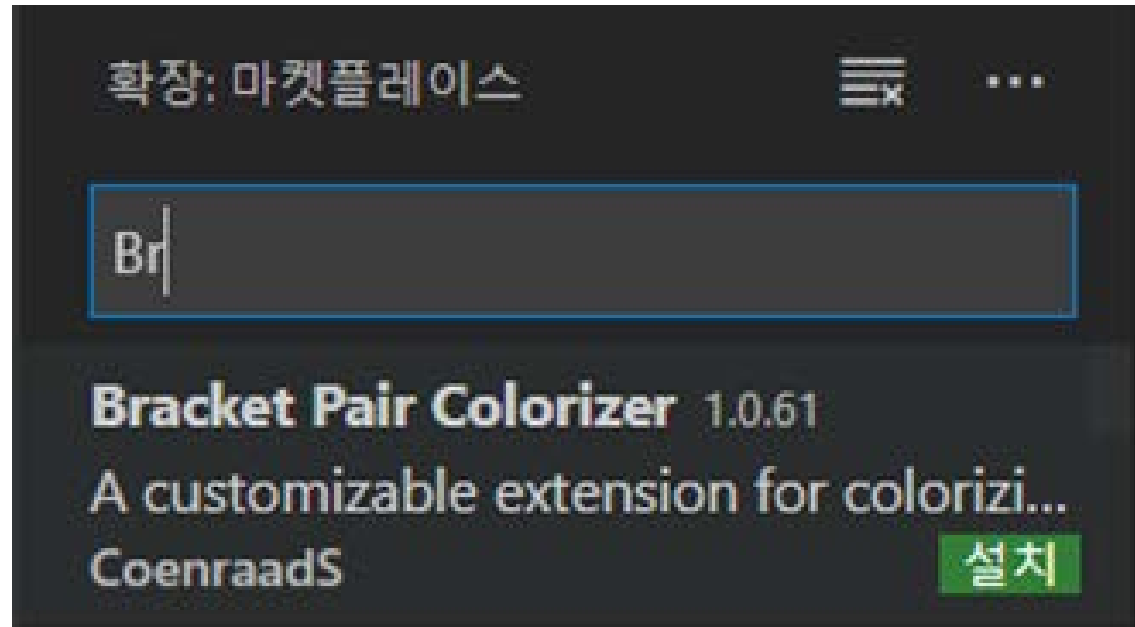 확장: 마켓플레이스
Br
Bracket Pair Colorizer 1.0.61
A customizable extension for colorizi...
CoenraadS 설치